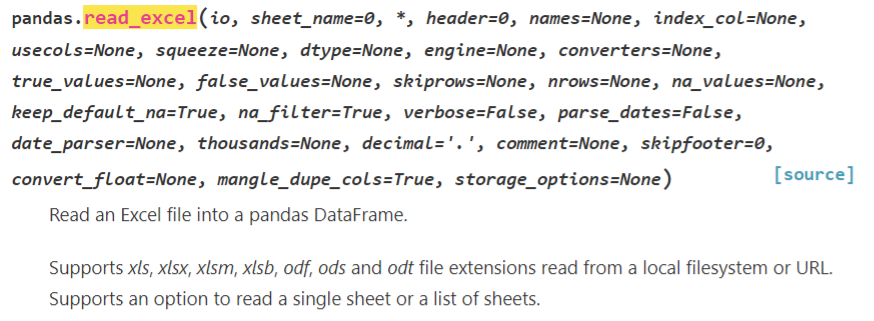 pandas.read_excel(io, sheet_name=0, *, header=0, names=None, index_col=None,
usecols=None, squeeze=None, dtype=None, engine=None, converters=None,
true_values=None, false_values=None, skiprows=None, nrows=None, na_values=None,
keep_default_na=True, na_filter=True, verbose=False, parse_dates=False,
date_parser=None, thousands=None, decimal='.', comment=None, skipfooter=0,
convert_float=None, mangle_dupe_cols=True, storage_options=None) [source]
Read an Excel file into a pandas DataFrame.
Supports xls, xlsx, xlsm, xlsb, odf, ods and odt file extensions read from a local filesystem or URL.
Supports an option to read a single sheet or a list of sheets.